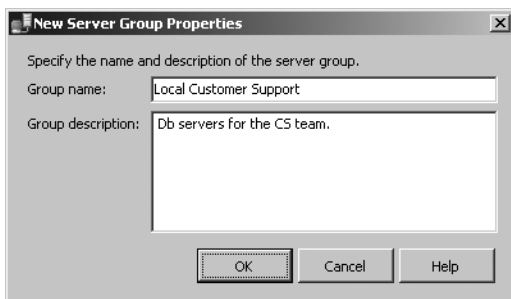 New Server Group Properties
Specify the name and description of the server group.
Group name: Local Customer Support
Group description: Db servers for the CS team.
OK Cancel Help